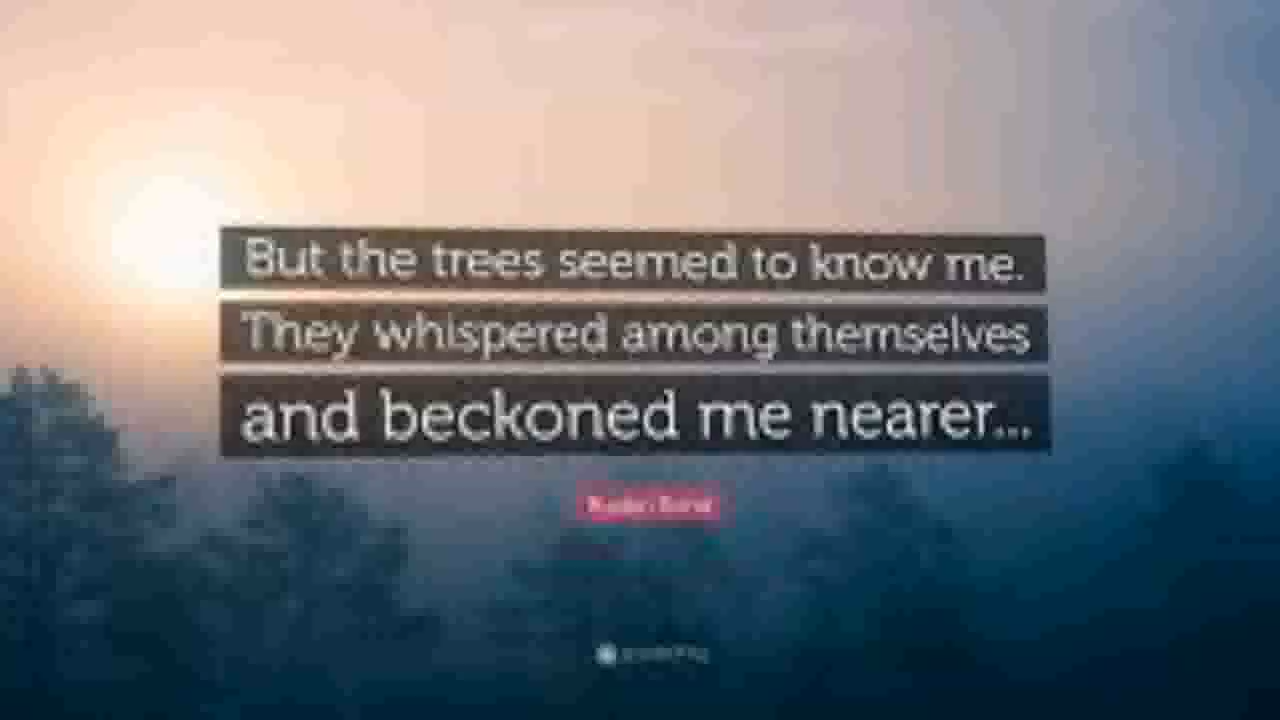 But the trees seemed to know me.
They whispered among themselves
and beckoned me nearer...